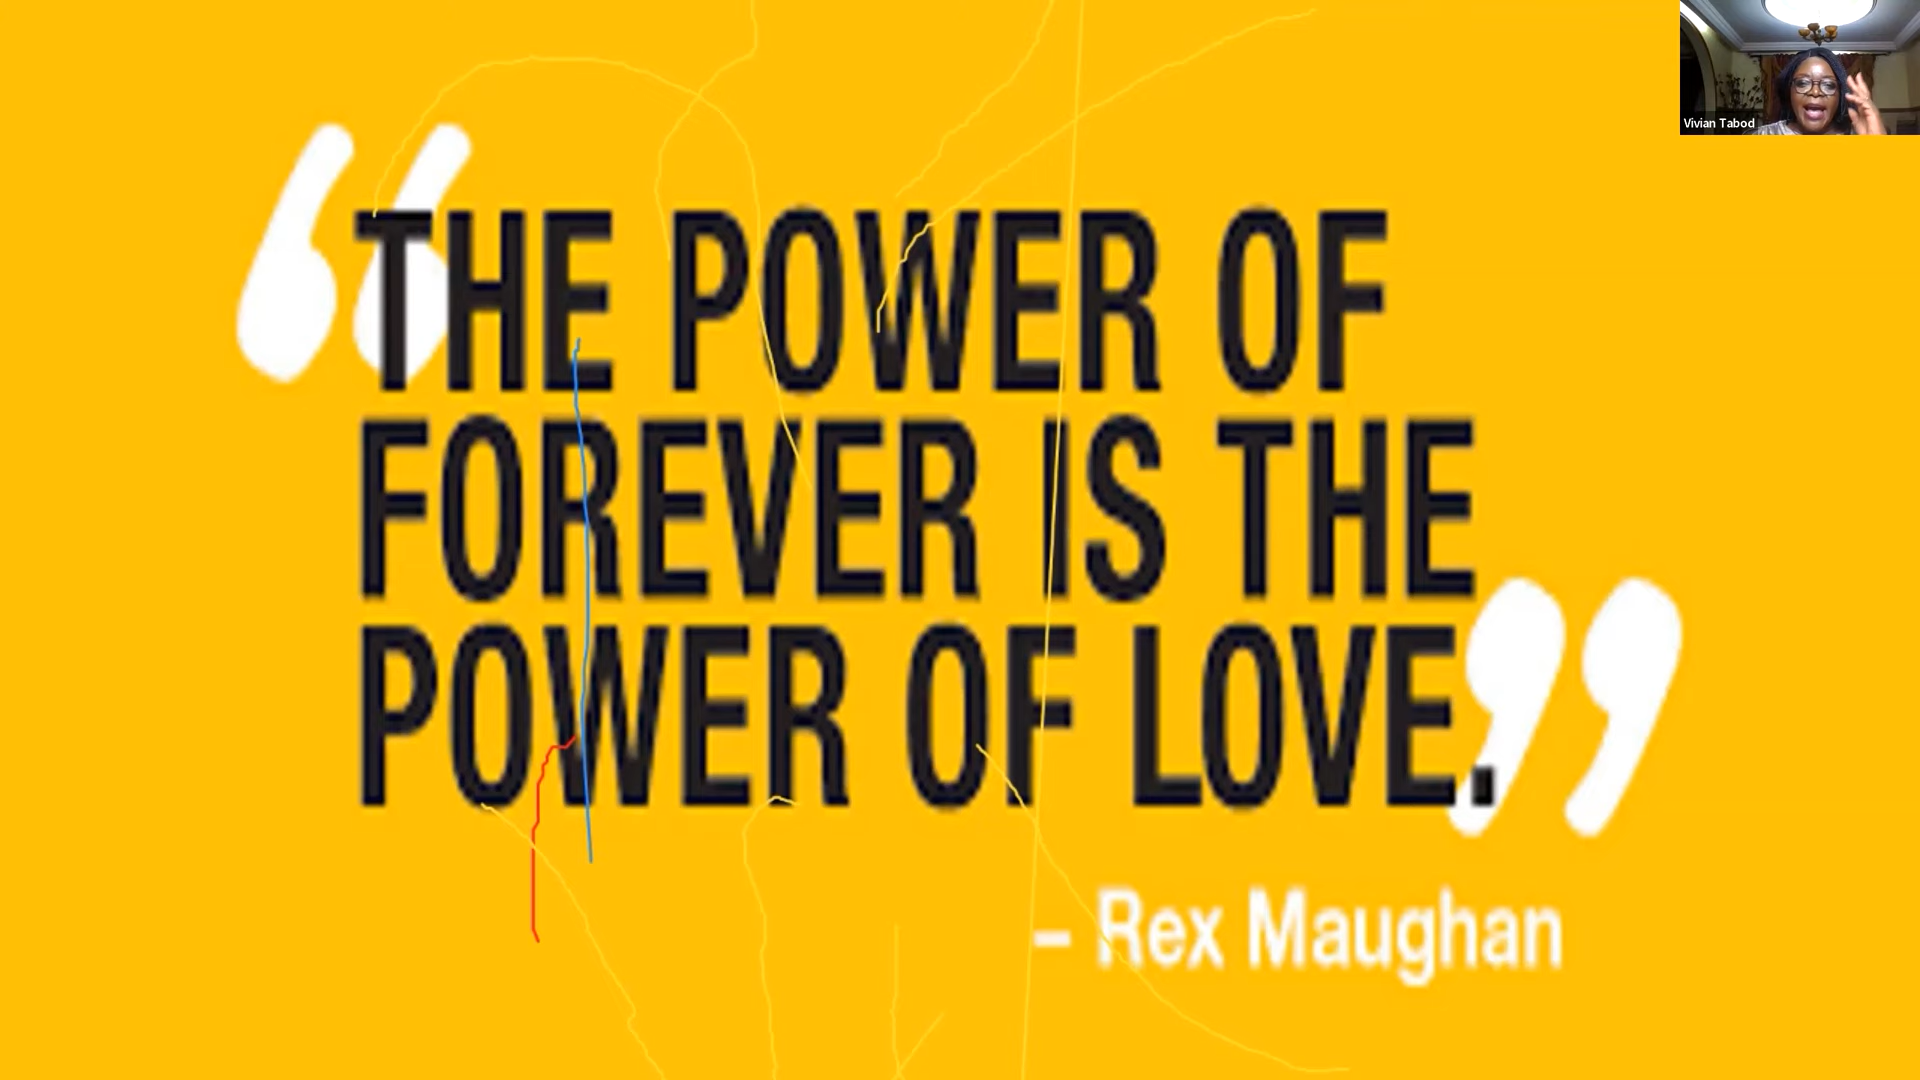 “THE POWER OF
FOREVER IS THE
POWER OF LOVE.”
– Rex Maughan
Vivian Tabod